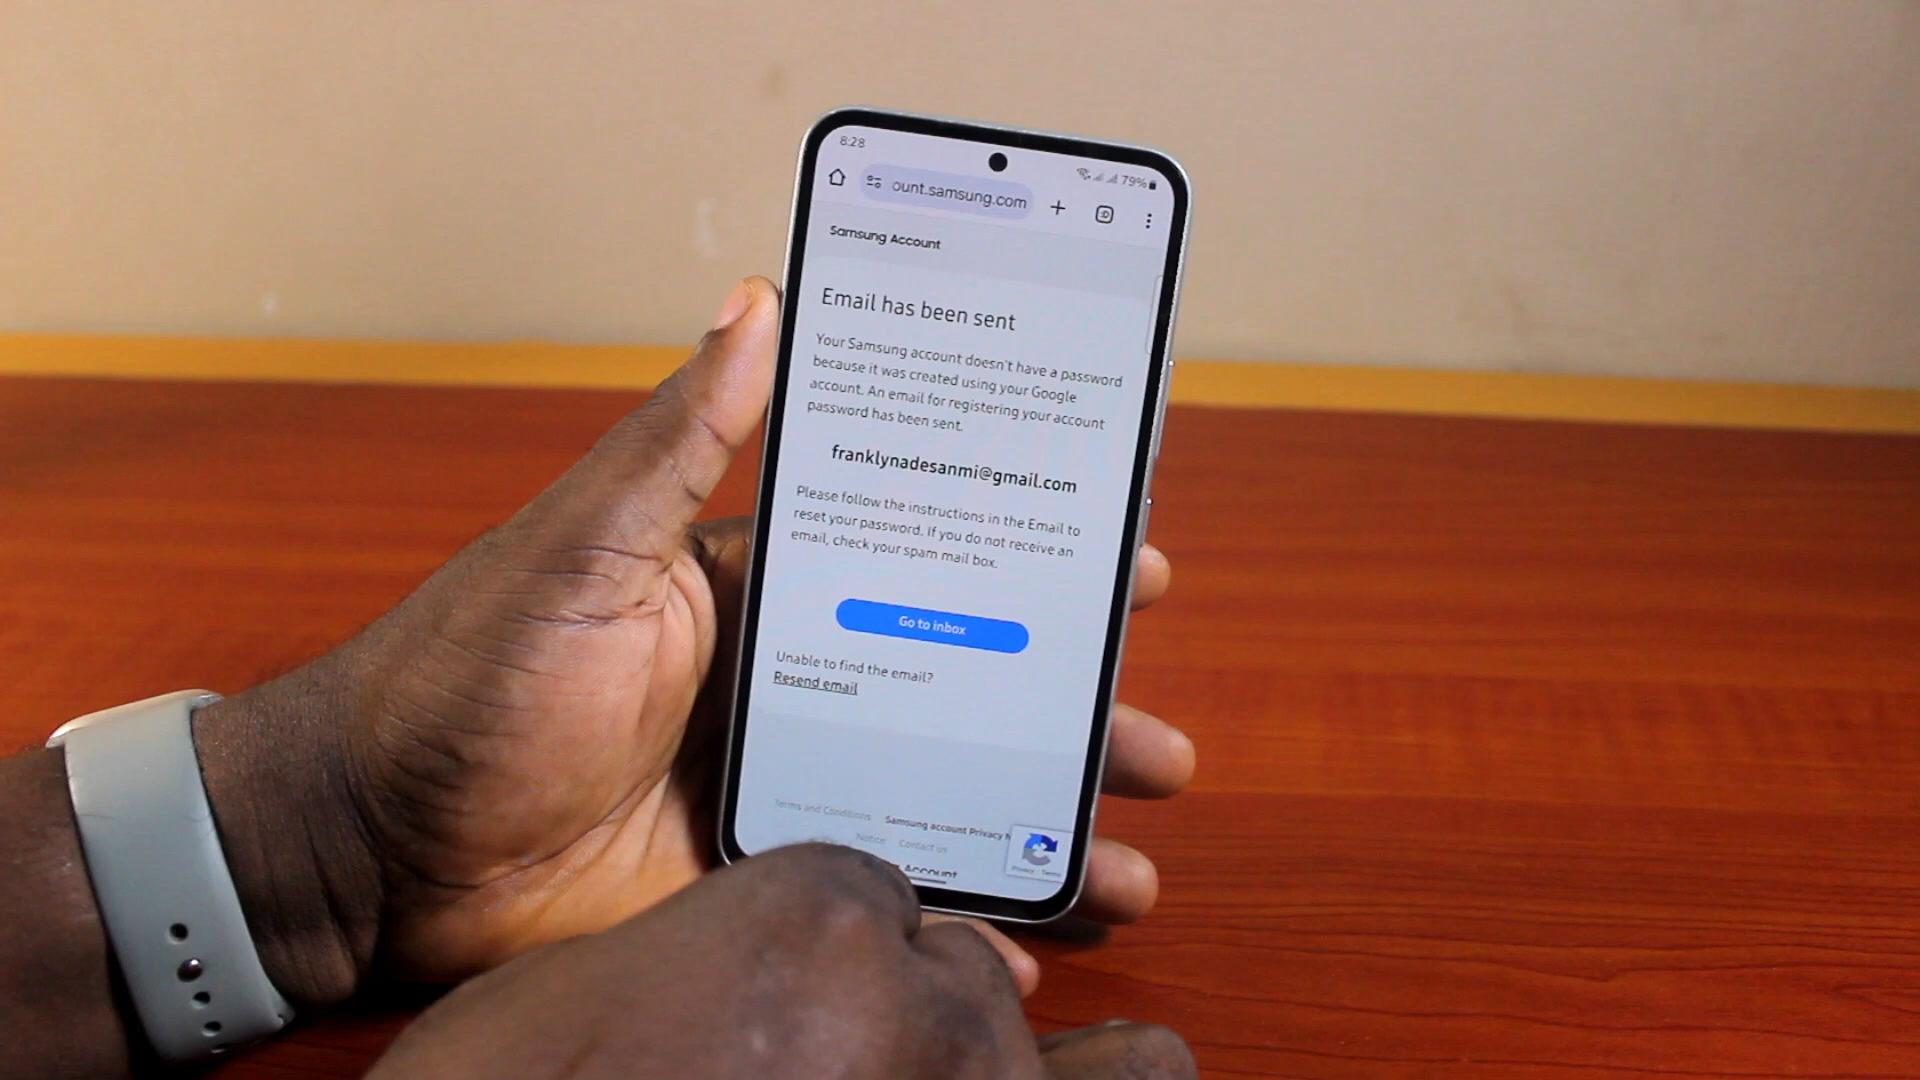 8:28
79%
ount.samsung.com
Samsung Account
Email has been sent
Your Samsung account doesn't have a password
because it was created using your Google
account. An email for registering your account
password has been sent.
franklynadesanmi@gmail.com
Please follow the instructions in the Email to
reset your password. If you do not receive an
email, check your spam mail box.
Go to inbox
Unable to find the email?
Resend email
Terms and Conditions Samsung account Privacy N
Notice Contact us
Account
Privacy - Terms